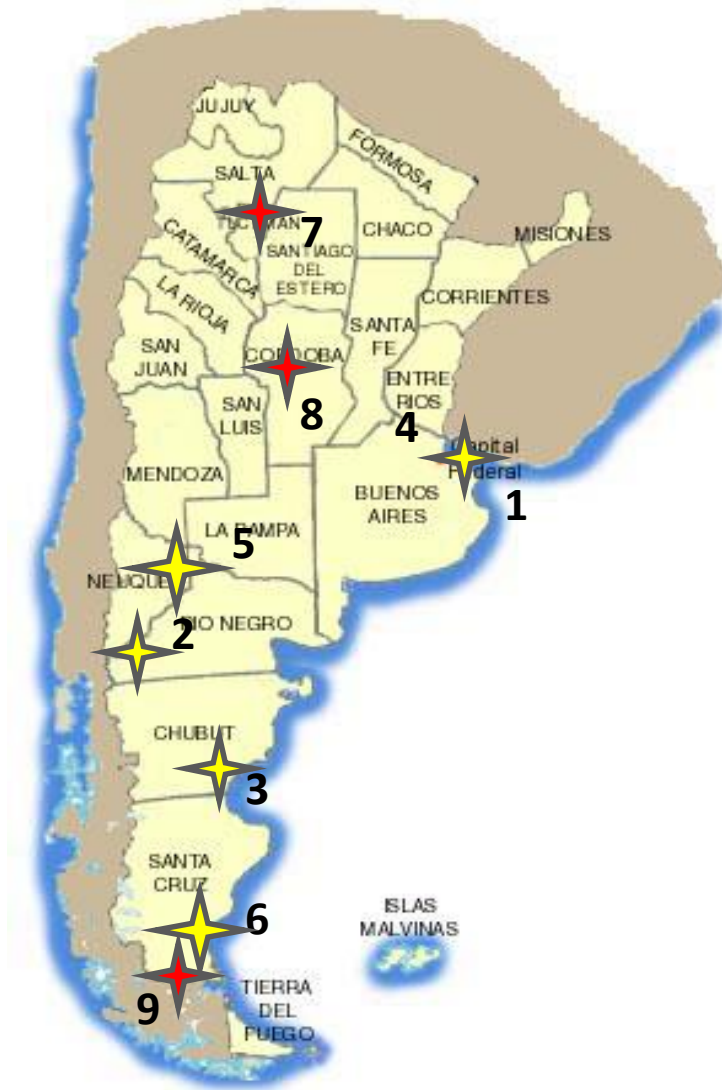 JUJUY
SALTA
FORMOSA
7
CHACO
MISIONES
CATAMARCA
SANTIAGO
DEL
ESTERO
CORRIENTES
LA RIOJA
SANTA
FE
SAN
JUAN
CORDOBA
ENTRE
RIOS
SAN
LUIS
8
4
Capital
Federal
MENDOZA
BUENOS
AIRES
1
LA PAMPA
5
NEUQUEN
2
RIO NEGRO
CHUBUT
3
SANTA
CRUZ
6
ISLAS
MALVINAS
9
TIERRA
DEL
FUEGO